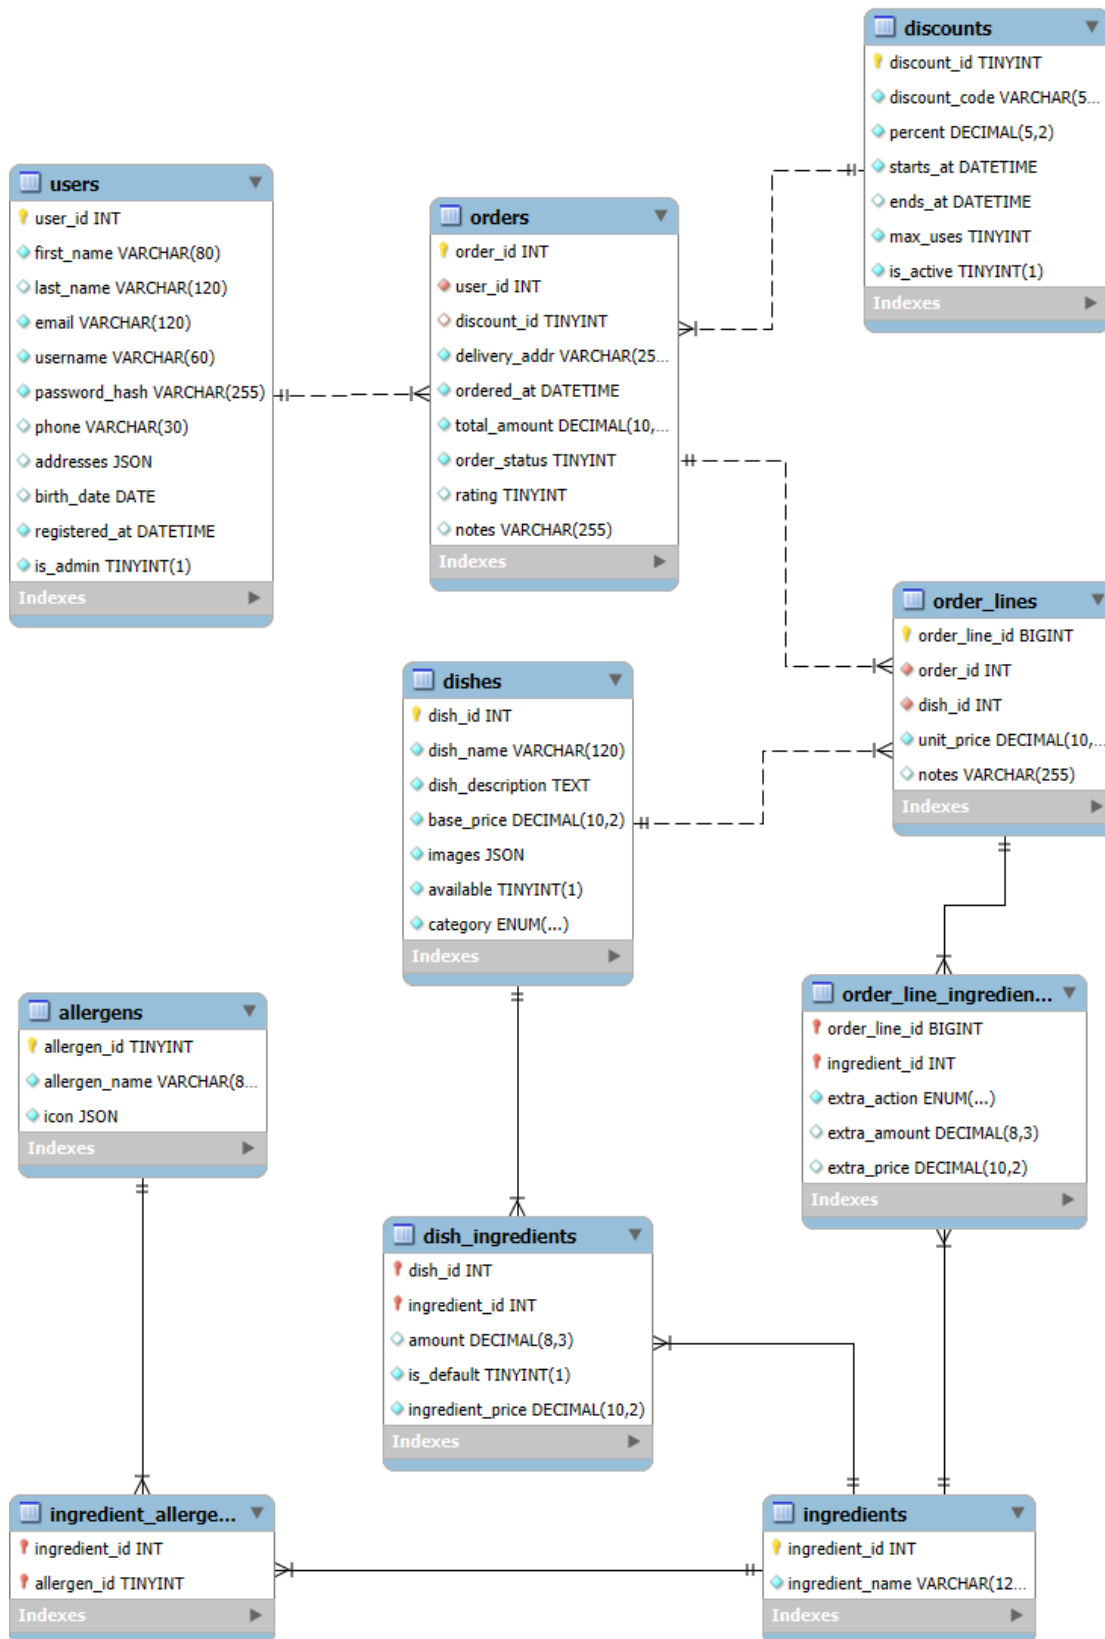 discounts
discount_id TINYINT
discount_code VARCHAR(5...
percent DECIMAL(5,2)
starts_at DATETIME
ends_at DATETIME
max_uses TINYINT
is_active TINYINT(1)
Indexes
users
user_id INT
first_name VARCHAR(80)
last_name VARCHAR(120)
email VARCHAR(120)
username VARCHAR(60)
password_hash VARCHAR(255)
phone VARCHAR(30)
addresses JSON
birth_date DATE
registered_at DATETIME
is_admin TINYINT(1)
Indexes
orders
order_id INT
user_id INT
discount_id TINYINT
delivery_addr VARCHAR(25...
ordered_at DATETIME
total_amount DECIMAL(10,...
order_status TINYINT
rating TINYINT
notes VARCHAR(255)
Indexes
order_lines
order_line_id BIGINT
order_id INT
dish_id INT
unit_price DECIMAL(10,...
notes VARCHAR(255)
Indexes
dishes
dish_id INT
dish_name VARCHAR(120)
dish_description TEXT
base_price DECIMAL(10,2)
images JSON
available TINYINT(1)
category ENUM(...)
Indexes
order_line_ingredien...
order_line_id BIGINT
ingredient_id INT
extra_action ENUM(...)
extra_amount DECIMAL(8,3)
extra_price DECIMAL(10,2)
Indexes
allergens
allergen_id TINYINT
allergen_name VARCHAR(8...
icon JSON
Indexes
dish_ingredients
dish_id INT
ingredient_id INT
amount DECIMAL(8,3)
is_default TINYINT(1)
ingredient_price DECIMAL(10,2)
Indexes
ingredient_allerge...
ingredient_id INT
allergen_id TINYINT
Indexes
ingredients
ingredient_id INT
ingredient_name VARCHAR(12...
Indexes